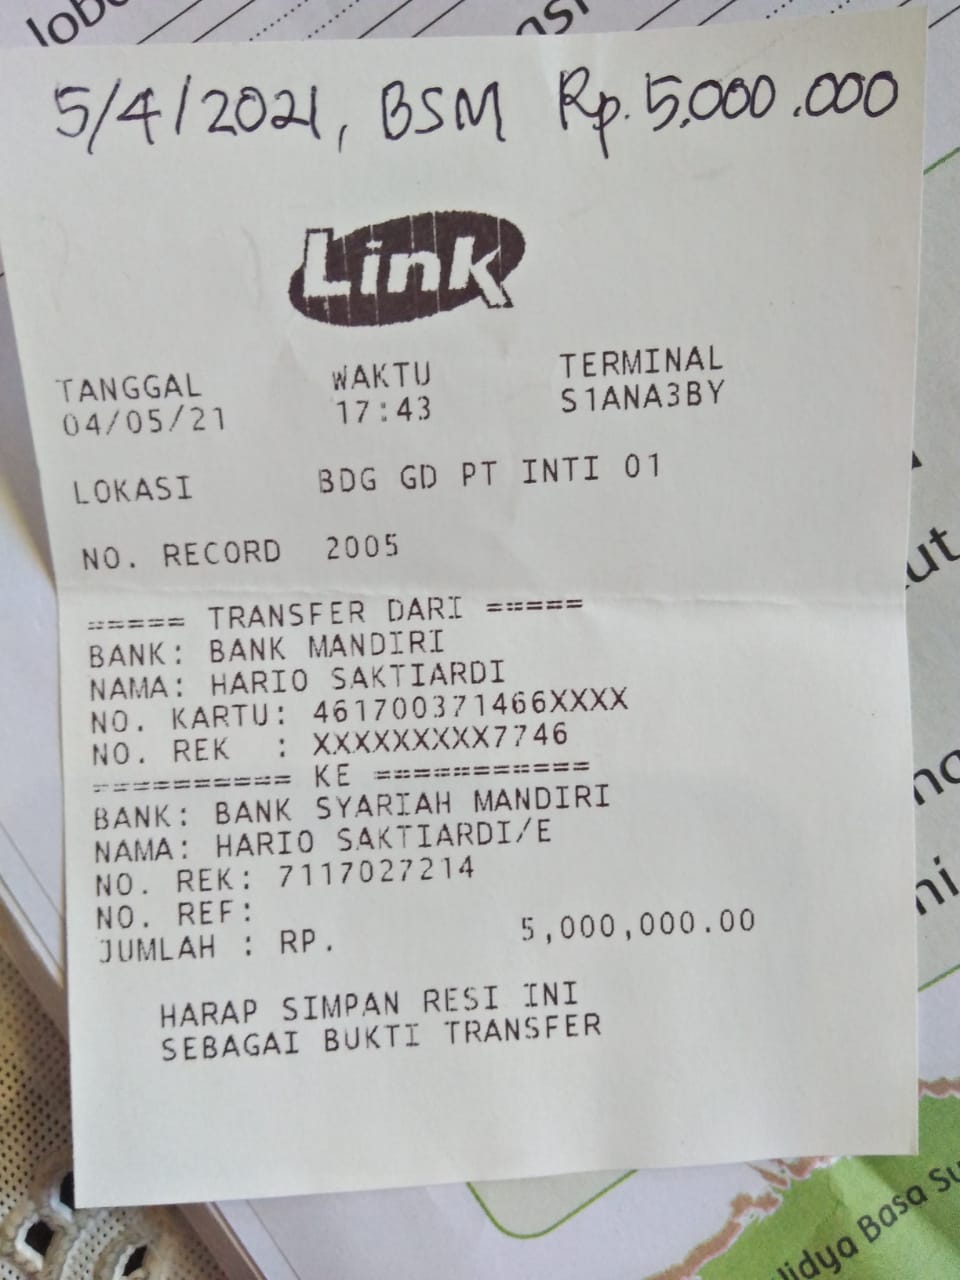 5/4/2021, BSM Rp. 5.000.000
Link
TANGGAL WAKTU TERMINAL
04/05/21 17:43 S1ANA3BY
LOKASI BDG GD PT INTI 01
NO. RECORD 2005
===== TRANSFER DARI =====
BANK: BANK MANDIRI
NAMA: HARIO SAKTIARDI
NO. KARTU: 461700371466XXXX
NO. REK : XXXXXXXXX7746
========== KE ===========
BANK: BANK SYARIAH MANDIRI
NAMA: HARIO SAKTIARDI/E
NO. REK: 7117027214
NO. REF:
JUMLAH : RP. 5,000,000.00
HARAP SIMPAN RESI INI
SEBAGAI BUKTI TRANSFER
Basa